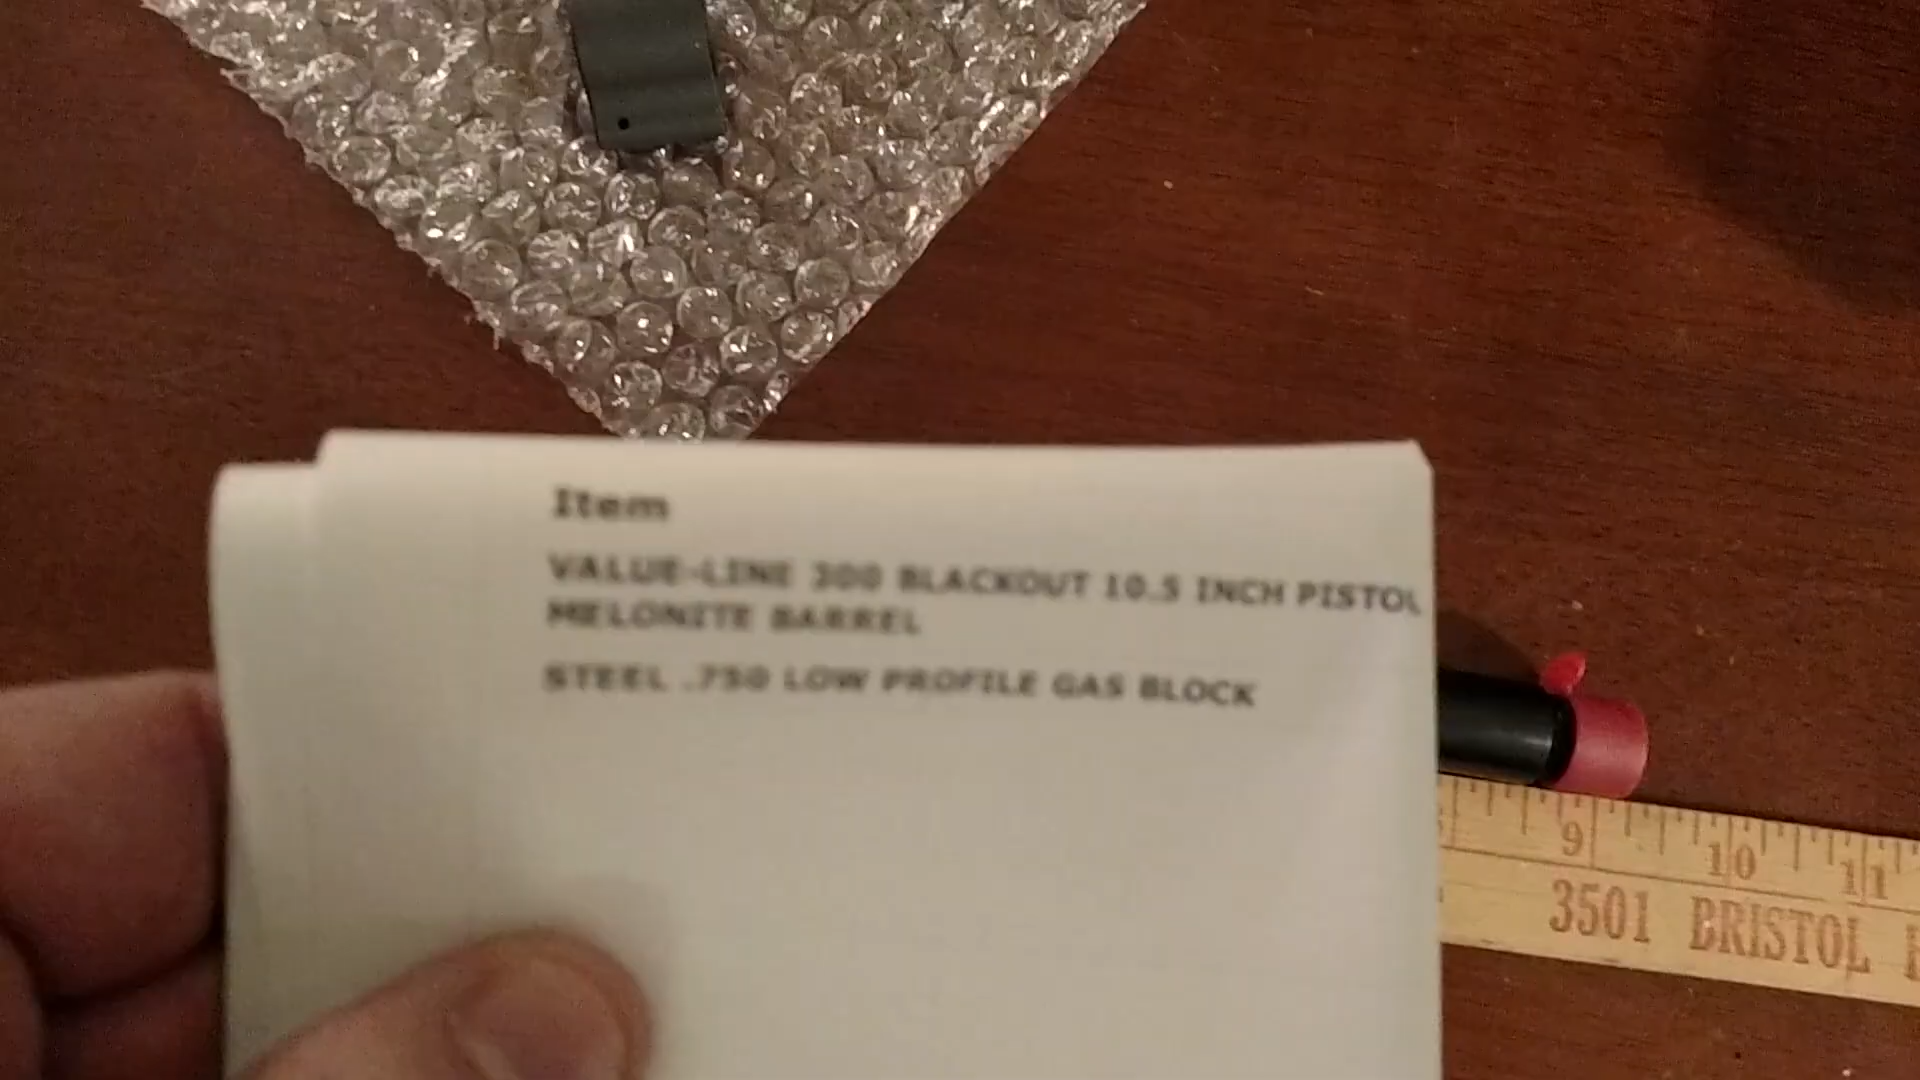 Item
VALUE-LINE 300 BLACKOUT 10.5 INCH PISTOL
MELONITE BARREL
STEEL .750 LOW PROFILE GAS BLOCK
9 10 11
3501 BRISTOL